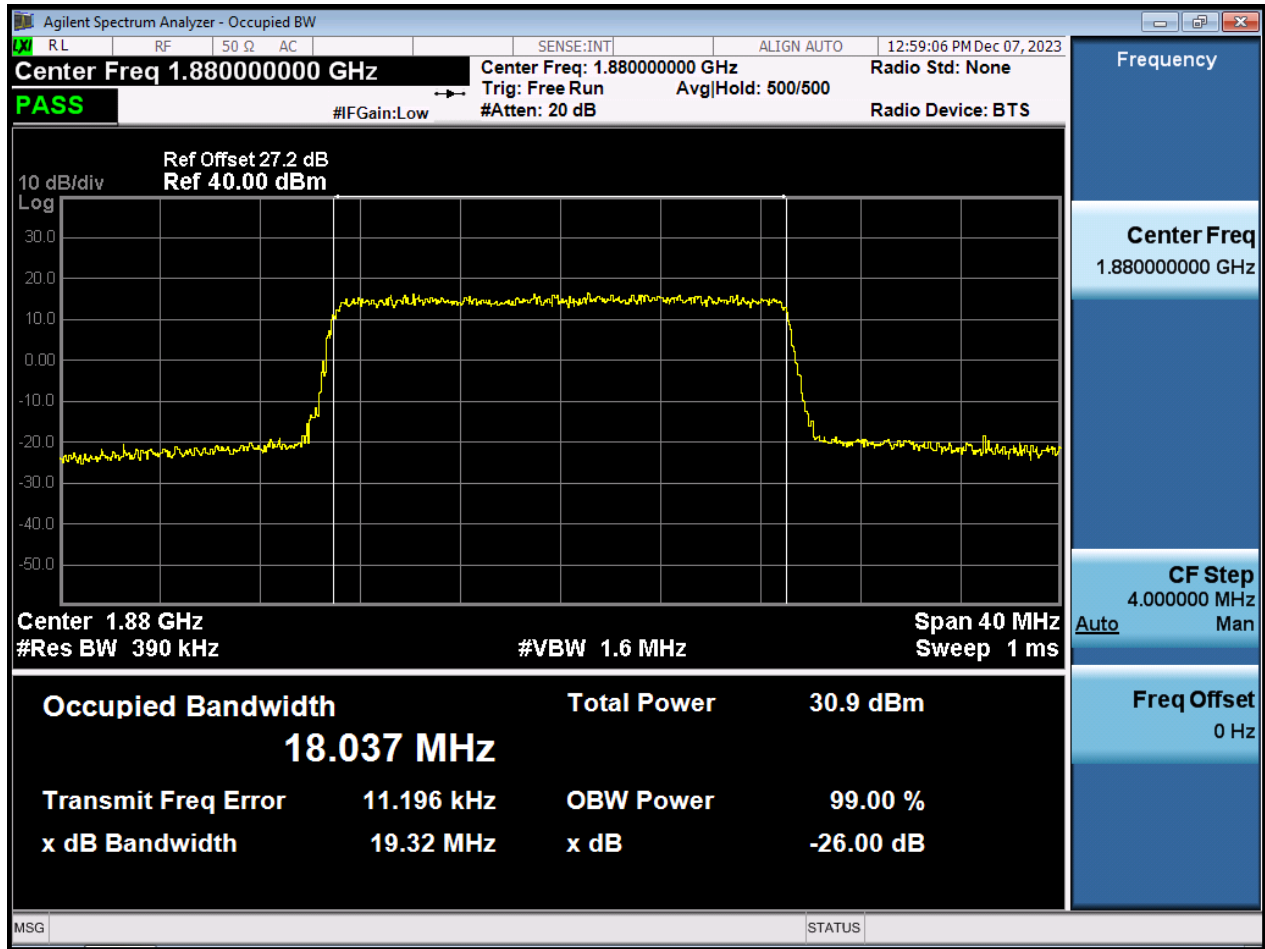 Agilent Spectrum Analyzer - Occupied BW
LXI RL RF 50 Ω AC SENSE:INT ALIGN AUTO 12:59:06 PM Dec 07, 2023
Center Freq 1.880000000 GHz
PASS
#IFGain:Low
Center Freq: 1.880000000 GHz
Trig: Free Run Avg|Hold: 500/500
#Atten: 20 dB
Radio Std: None
Radio Device: BTS
Ref Offset 27.2 dB
10 dB/div Ref 40.00 dBm
Log
30.0
20.0
10.0
0.00
-10.0
-20.0
-30.0
-40.0
-50.0
Center 1.88 GHz Span 40 MHz
#Res BW 390 kHz #VBW 1.6 MHz Sweep 1 ms
Occupied Bandwidth Total Power 30.9 dBm
18.037 MHz
Transmit Freq Error 11.196 kHz OBW Power 99.00 %
x dB Bandwidth 19.32 MHz x dB -26.00 dB
MSG STATUS
Frequency
Center Freq
1.880000000 GHz
CF Step
4.000000 MHz
Auto Man
Freq Offset
0 Hz